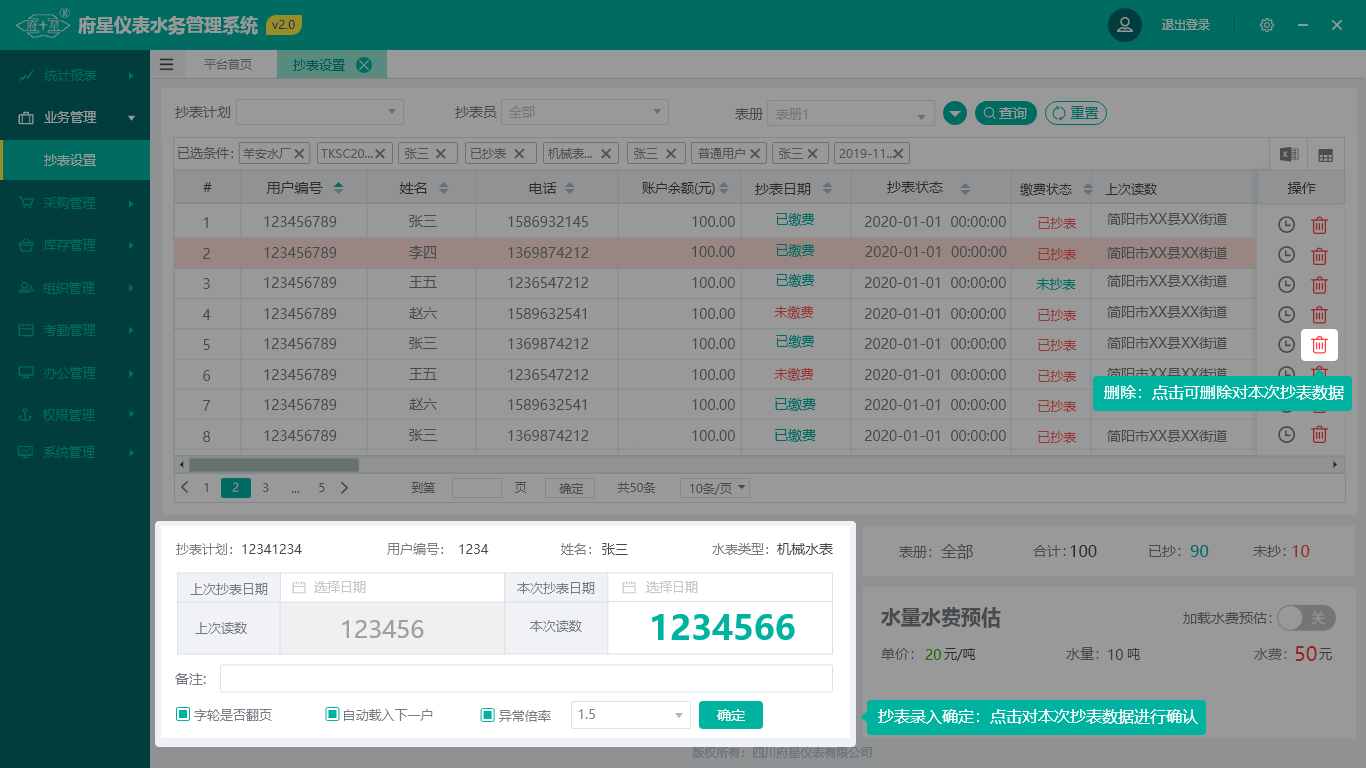 府+星® 府星仪表水务管理系统 v2.0 退出登录
统计报表
业务管理
抄表设置
采购管理
库存管理
组织管理
考勤管理
办公管理
权限管理
系统管理
平台首页 抄表设置
抄表计划 抄表员 全部 表册 表册1 查询 重置
已选条件: 羊安水厂 TKSC20... 张三 已抄表 机械表... 张三 普通用户 张三 2019-11..
# 用户编号 姓名 电话 账户余额(元) 抄表日期 抄表状态 缴费状态 上次读数 操作
1 123456789 张三 1586932145 100.00 已缴费 2020-01-01 00:00:00 已抄表 简阳市XX县XX街道
2 123456789 李四 1369874212 100.00 已缴费 2020-01-01 00:00:00 已抄表 简阳市XX县XX街道
3 123456789 王五 1236547212 100.00 已缴费 2020-01-01 00:00:00 未抄表 简阳市XX县XX街道
4 123456789 赵六 1589632541 100.00 未缴费 2020-01-01 00:00:00 已抄表 简阳市XX县XX街道
5 123456789 张三 1369874212 100.00 已缴费 2020-01-01 00:00:00 已抄表 简阳市XX县XX街道
6 123456789 王五 1236547212 100.00 未缴费 2020-01-01 00:00:00 已抄表 简阳市XX县XX街道
7 123456789 赵六 1589632541 100.00 已缴费 2020-01-01 00:00:00 已抄表
8 123456789 张三 1369874212 100.00 已缴费 2020-01-01 00:00:00 已抄表 简阳市XX县XX街道
删除：点击可删除对本次抄表数据
1 2 3 ... 5 到第 页 确定 共50条 10条/页
抄表计划：12341234 用户编号： 1234 姓名：张三 水表类型：机械水表
上次抄表日期 选择日期 本次抄表日期 选择日期
上次读数 123456 本次读数 1234566
备注:
字轮是否翻页 自动载入下一户 异常倍率 1.5 确定
表册：全部 合计:100 已抄：90 未抄：10
水量水费预估 加载水费预估: 关
单价：20元/吨 水量：10 吨 水费：50元
抄表录入确定：点击对本次抄表数据进行确认
版权所有：四川府星仪表有限公司